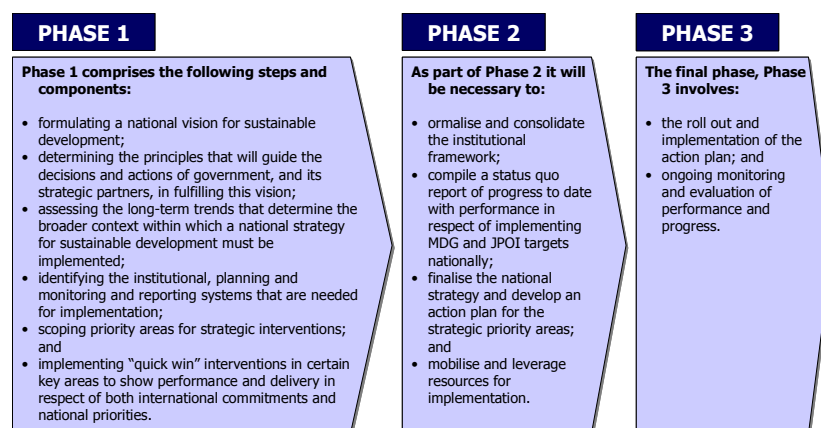 PHASE 1
Phase 1 comprises the following steps and
components:
• formulating a national vision for sustainable
development;
• determining the principles that will guide the
decisions and actions of government, and its
strategic partners, in fulfilling this vision;
• assessing the long-term trends that determine the
broader context within which a national strategy
for sustainable development must be
implemented;
• identifying the institutional, planning and
monitoring and reporting systems that are needed
for implementation;
• scoping priority areas for strategic interventions;
and
• implementing “quick win” interventions in certain
key areas to show performance and delivery in
respect of both international commitments and
national priorities.
PHASE 2
As part of Phase 2 it will
be necessary to:
• ormalise and consolidate
the institutional
framework;
• compile a status quo
report of progress to date
with performance in
respect of implementing
MDG and JPOI targets
nationally;
• finalise the national
strategy and develop an
action plan for the
strategic priority areas;
and
• mobilise and leverage
resources for
implementation.
PHASE 3
The final phase, Phase
3 involves:
• the roll out and
implementation of the
action plan; and
• ongoing monitoring
and evaluation of
performance and
progress.